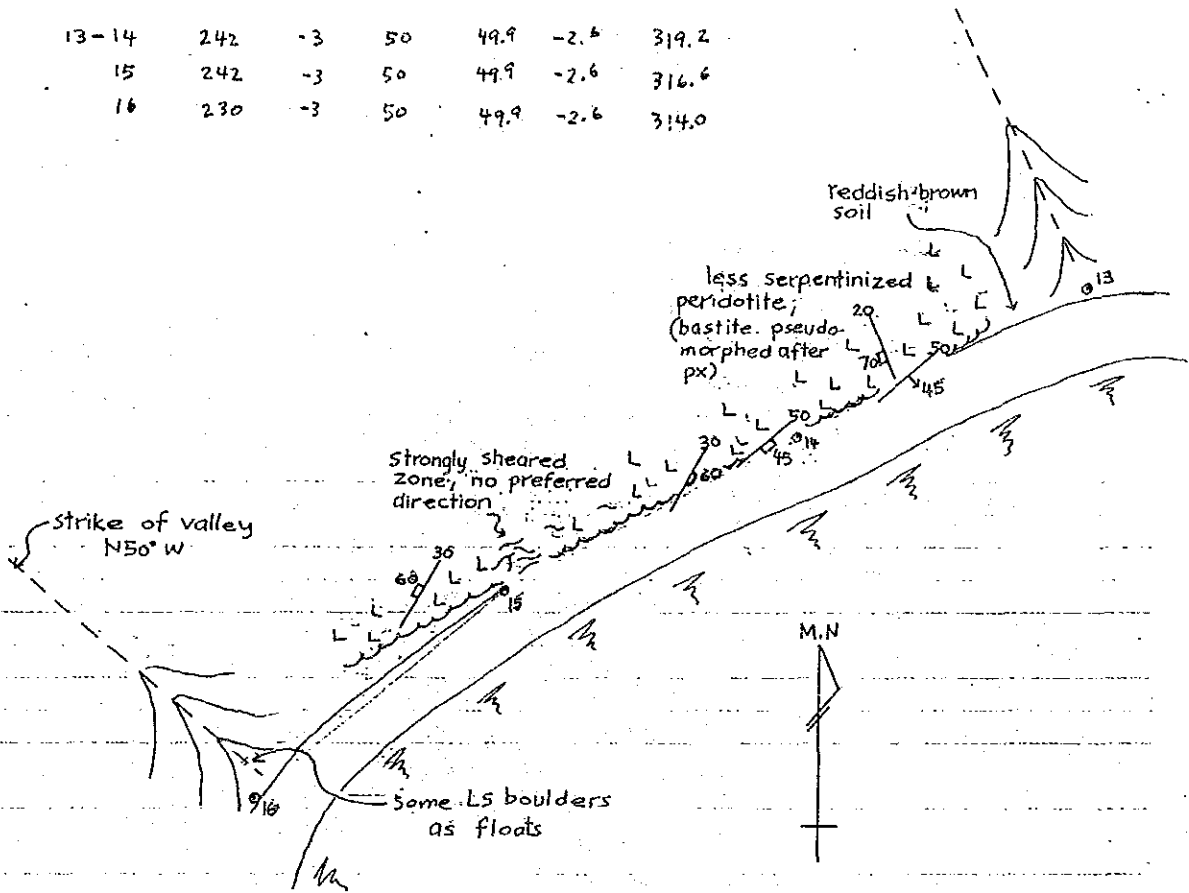 13-14 242 -3 50 49.9 -2.6 319.2
15 242 -3 50 49.9 -2.6 316.6
16 230 -3 50 49.9 -2.6 314.0
reddish-brown
soil
13
less serpentinized
peridotite;
(bastite. pseudo-
morphed after
px)
20
70
50
45
50
14
45
30
60
Strongly sheared
zone, no preferred
direction
strike of valley
N50°W
30
60
15
M.N
16
some LS boulders
as floats